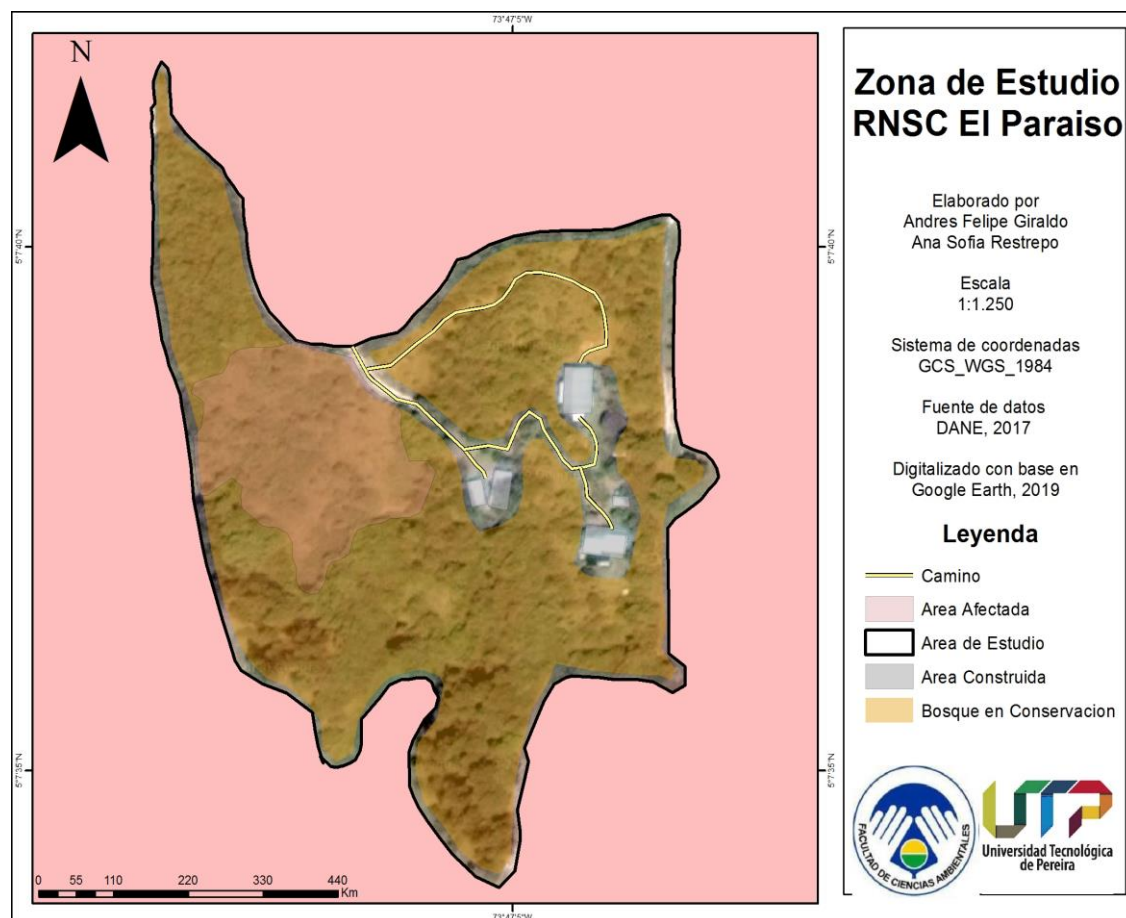 73°47'5"W
N
5°7'40"N
5°7'40"N
5°7'35"N
5°7'35"N
0 55 110 220 330 440
Km
73°47'5"W
Zona de Estudio
RNSC El Paraiso
Elaborado por
Andres Felipe Giraldo
Ana Sofia Restrepo
Escala
1:1.250
Sistema de coordenadas
GCS_WGS_1984
Fuente de datos
DANE, 2017
Digitalizado con base en
Google Earth, 2019
Leyenda
Camino
Area Afectada
Area de Estudio
Area Construida
Bosque en Conservacion
FACULTAD DE CIENCIAS AMBIENTALES
UTP
Universidad Tecnológica
de Pereira